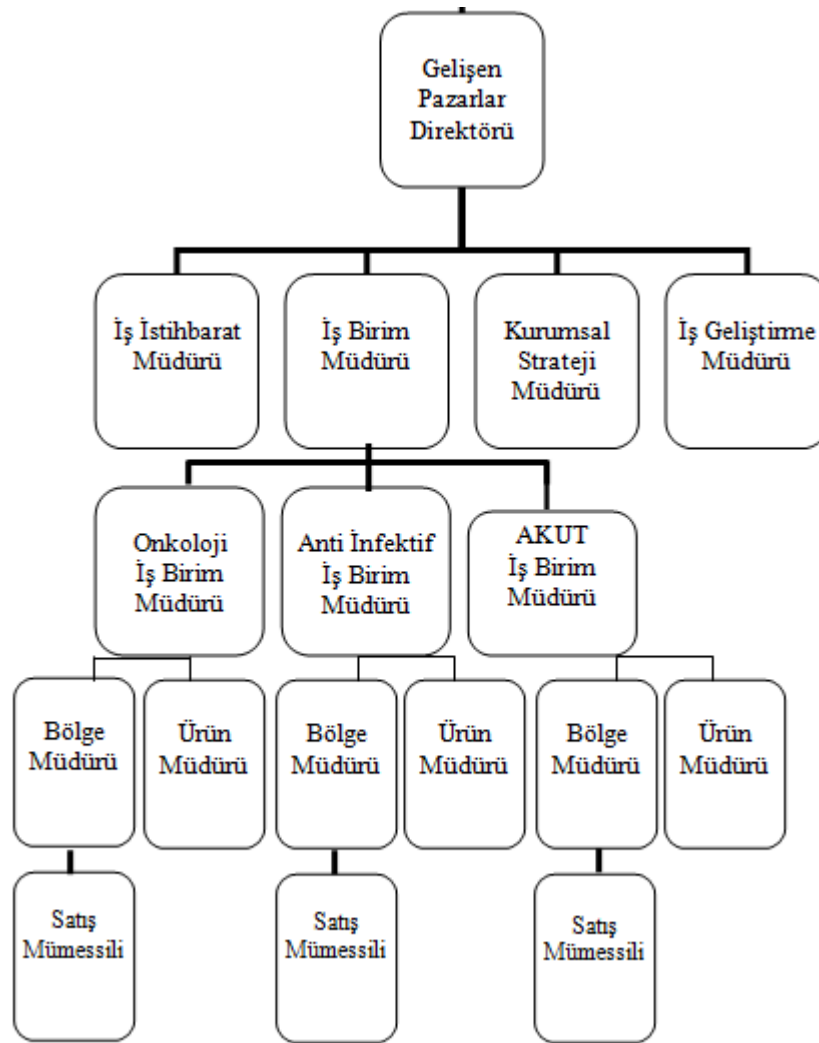 Gelişen
Pazarlar
Direktörü
İş İstihbarat
Müdürü
İş Birim
Müdürü
Kurumsal
Strateji
Müdürü
İş Geliştirme
Müdürü
Onkoloji
İş Birim
Müdürü
Anti İnfektif
İş Birim
Müdürü
AKUT
İş Birim
Müdürü
Bölge
Müdürü
Ürün
Müdürü
Bölge
Müdürü
Ürün
Müdürü
Bölge
Müdürü
Ürün
Müdürü
Satış
Mümessili
Satış
Mümessili
Satış
Mümessili